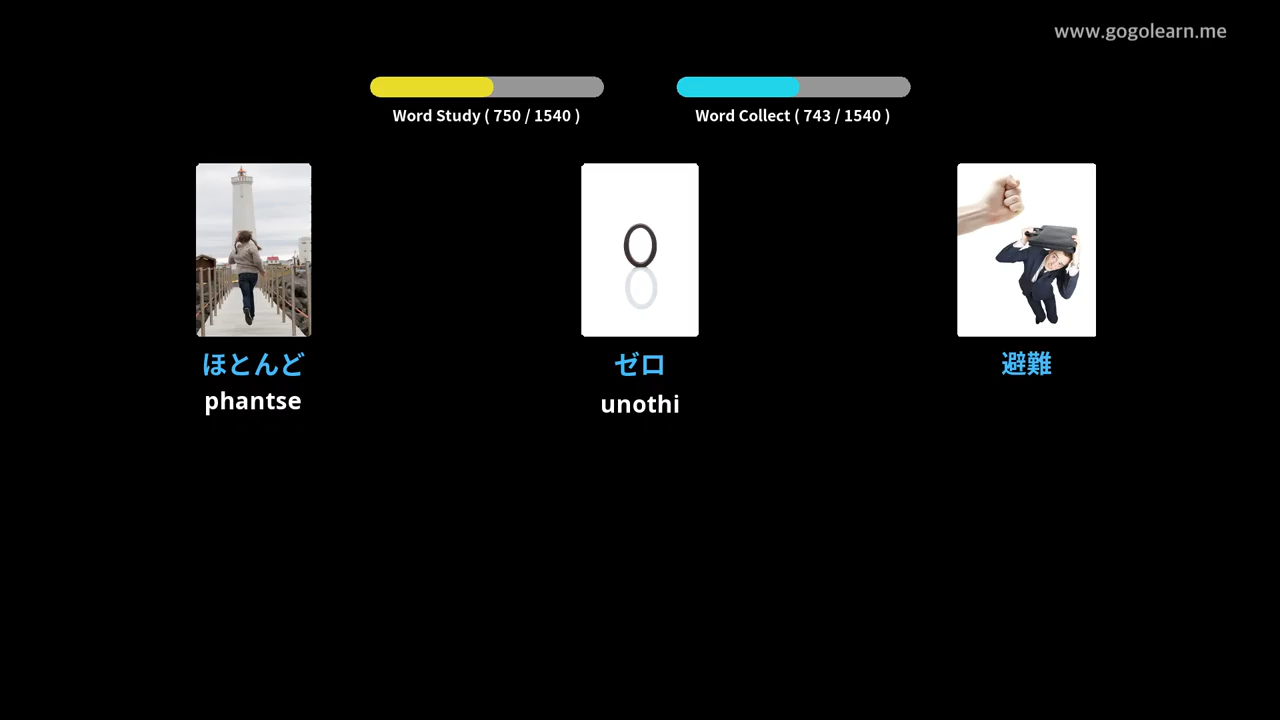 www.gogolearn.me
Word Study ( 750 / 1540 )
Word Collect ( 743 / 1540 )
ほとんど
ゼロ
避難
phantse
unothi